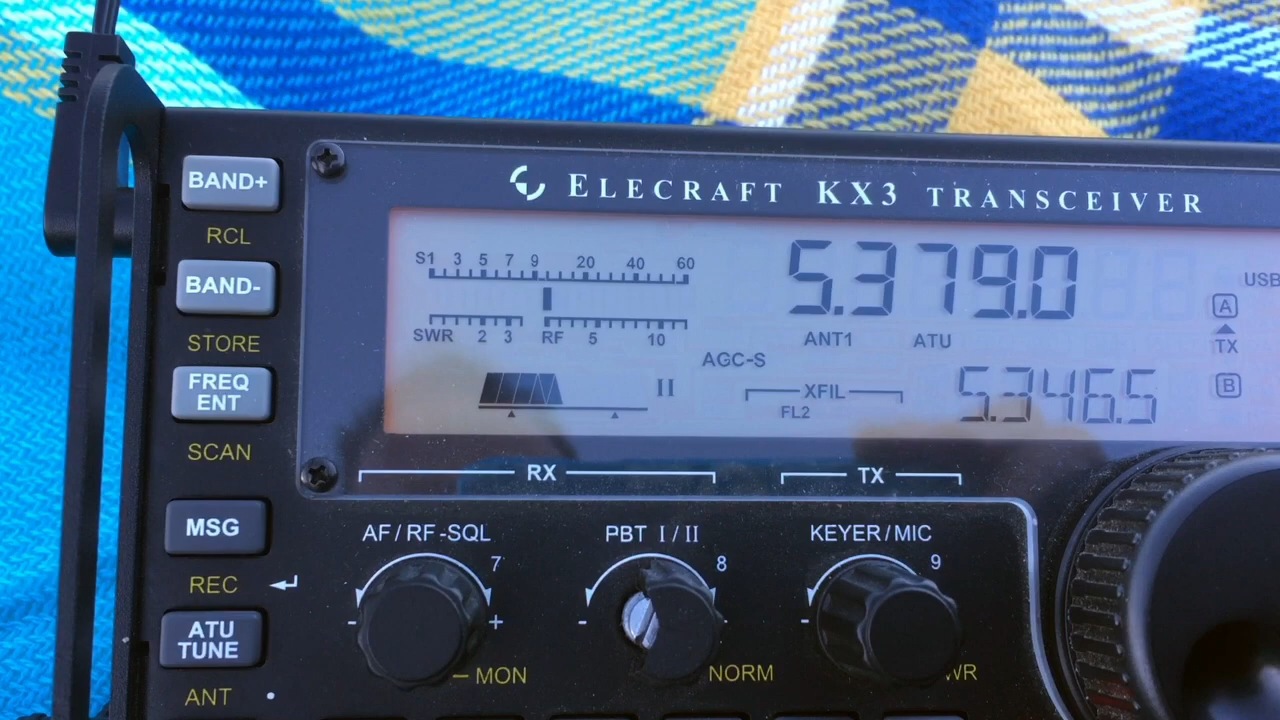 ELECRAFT KX3 TRANSCEIVER
BAND+
RCL
BAND-
STORE
FREQ
ENT
SCAN
MSG
REC
ATU
TUNE
ANT
S1 3 5 7 9 20 40 60
SWR 2 3 RF 5 10
5.379.0
USB
ANT1 ATU
A
TX
AGC-S
II
XFIL
FL2
5.346.5
B
RX
TX
AF / RF -SQL
7
- +
MON
PBT I / II
8
-
NORM
KEYER / MIC
9
-